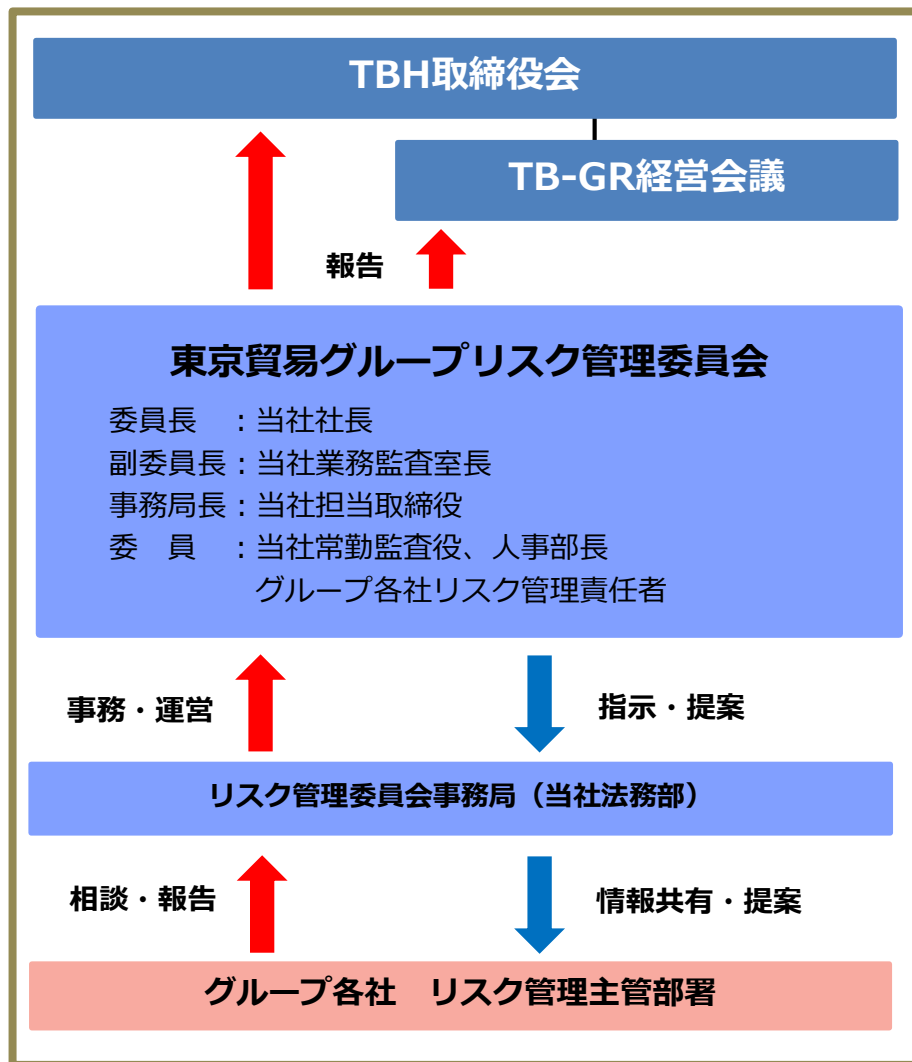 TBH取締役会
TB-GR経営会議
報告
東京貿易グループリスク管理委員会
委員長　：当社社長
副委員長：当社業務監査室長
事務局長：当社担当取締役
委　員　：当社常勤監査役、人事部長
グループ各社リスク管理責任者
事務・運営
指示・提案
リスク管理委員会事務局（当社法務部）
相談・報告
情報共有・提案
グループ各社　リスク管理主管部署